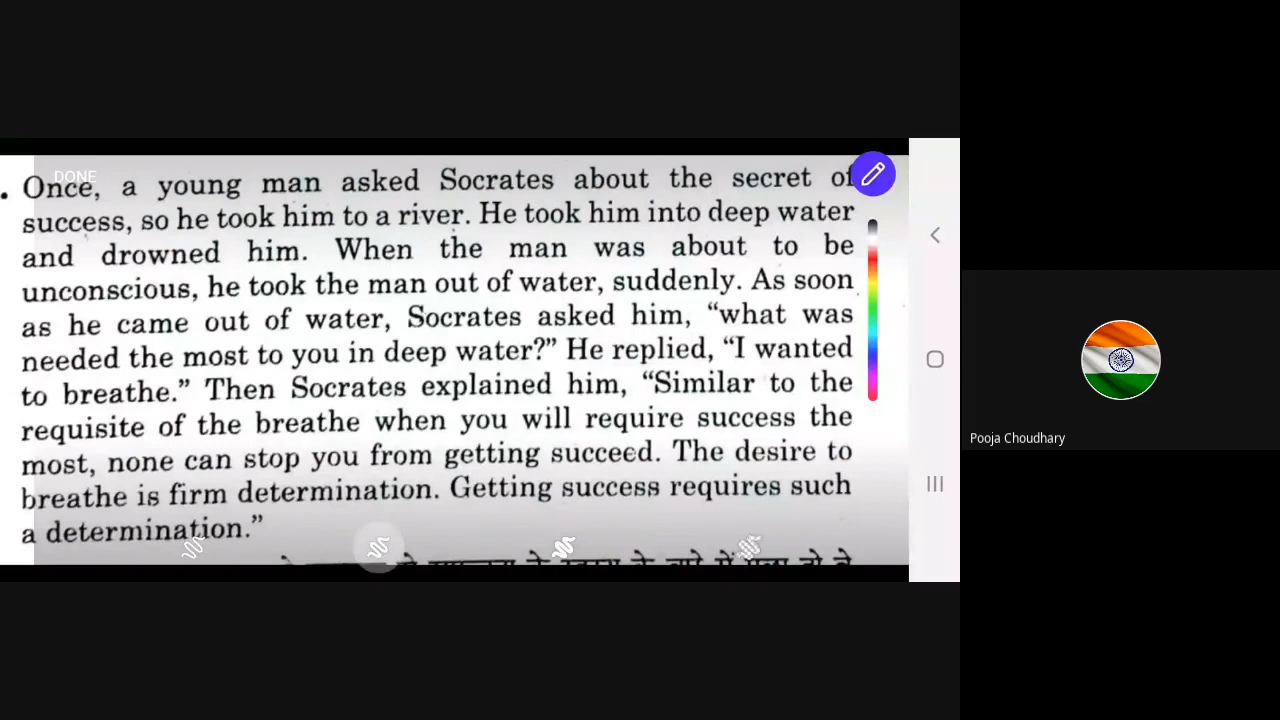 DONE
. Once, a young man asked Socrates about the secret of
success, so he took him to a river. He took him into deep water
and drowned him. When the man was about to be
unconscious, he took the man out of water, suddenly. As soon
as he came out of water, Socrates asked him, “what was
needed the most to you in deep water?” He replied, “I wanted
to breathe.” Then Socrates explained him, “Similar to the
requisite of the breathe when you will require success the
most, none can stop you from getting succeed. The desire to
breathe is firm determination. Getting success requires such
a determination.”
Pooja Choudhary